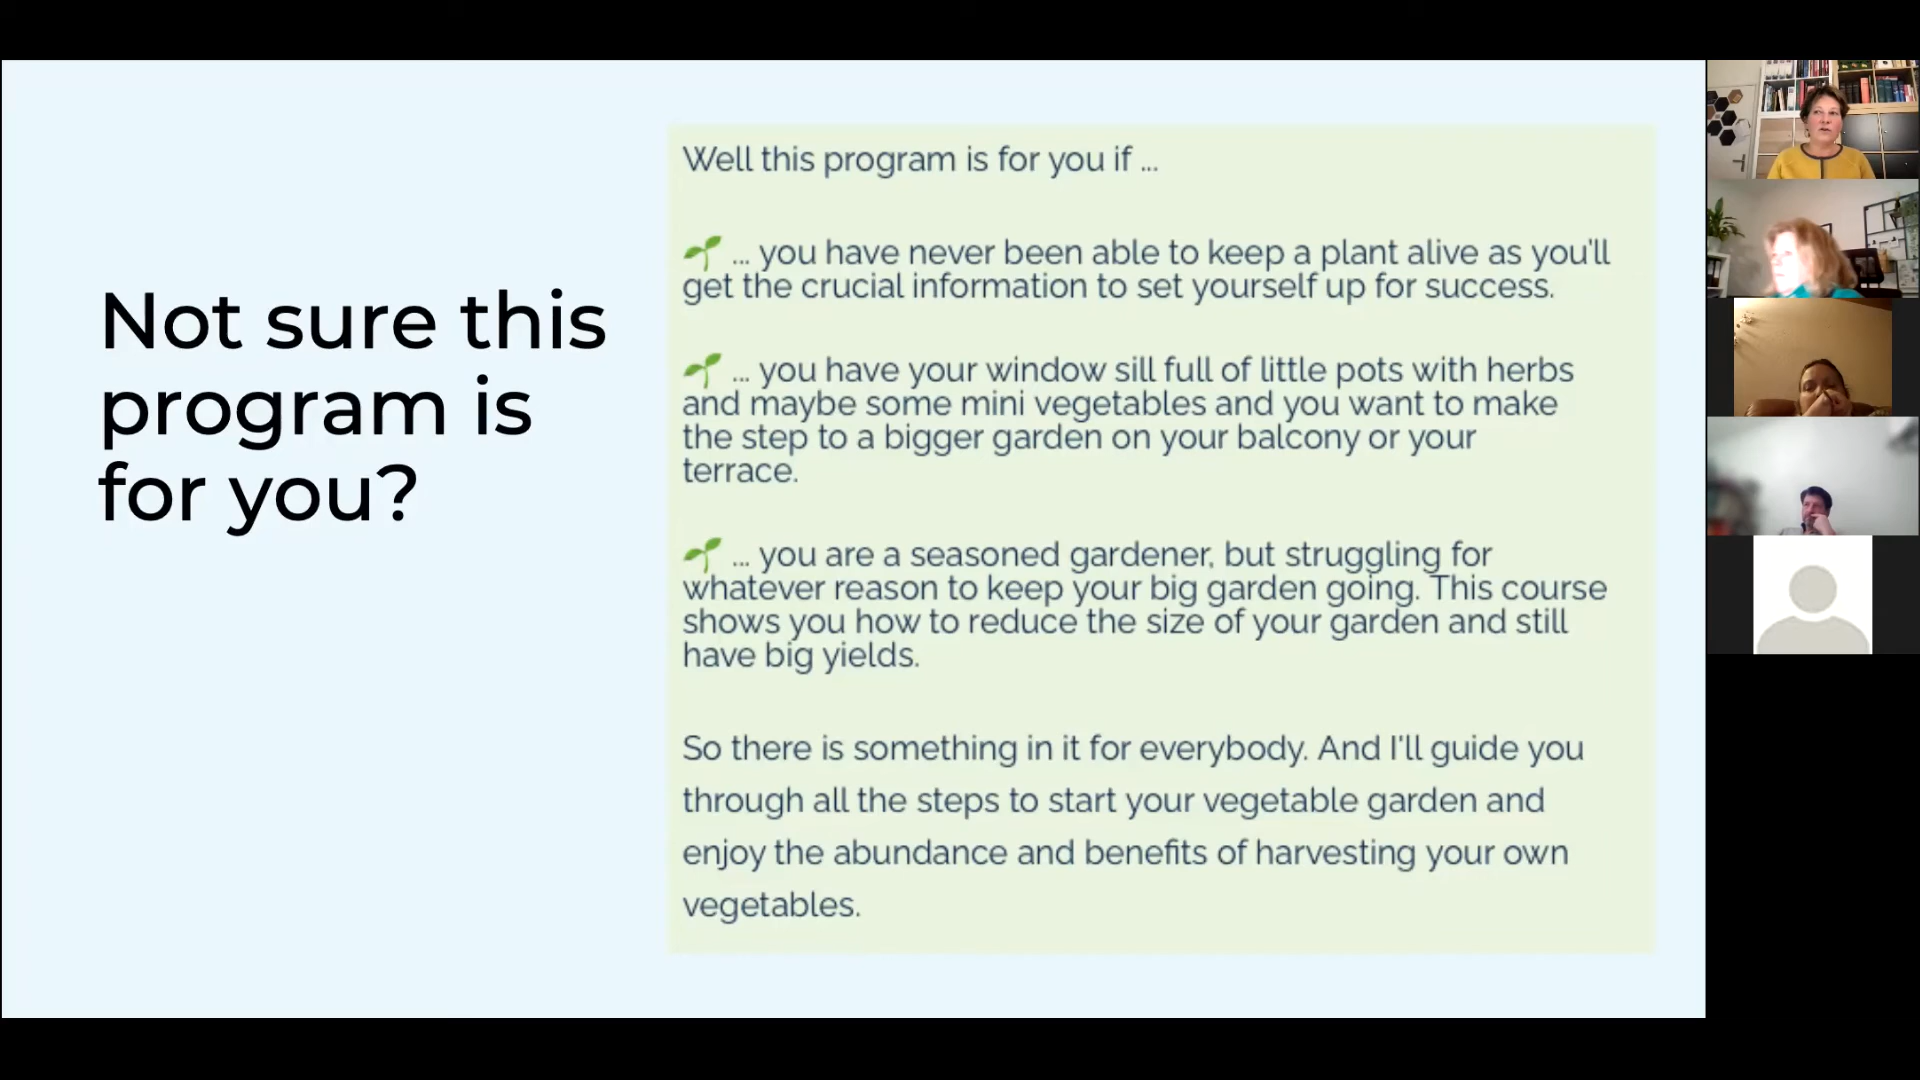 Not sure this
program is
for you?
Well this program is for you if ...
🌱 ... you have never been able to keep a plant alive as you'll
get the crucial information to set yourself up for success.
🌱 ... you have your window sill full of little pots with herbs
and maybe some mini vegetables and you want to make
the step to a bigger garden on your balcony or your
terrace.
🌱 ... you are a seasoned gardener, but struggling for
whatever reason to keep your big garden going. This course
shows you how to reduce the size of your garden and still
have big yields.
So there is something in it for everybody. And I'll guide you
through all the steps to start your vegetable garden and
enjoy the abundance and benefits of harvesting your own
vegetables.